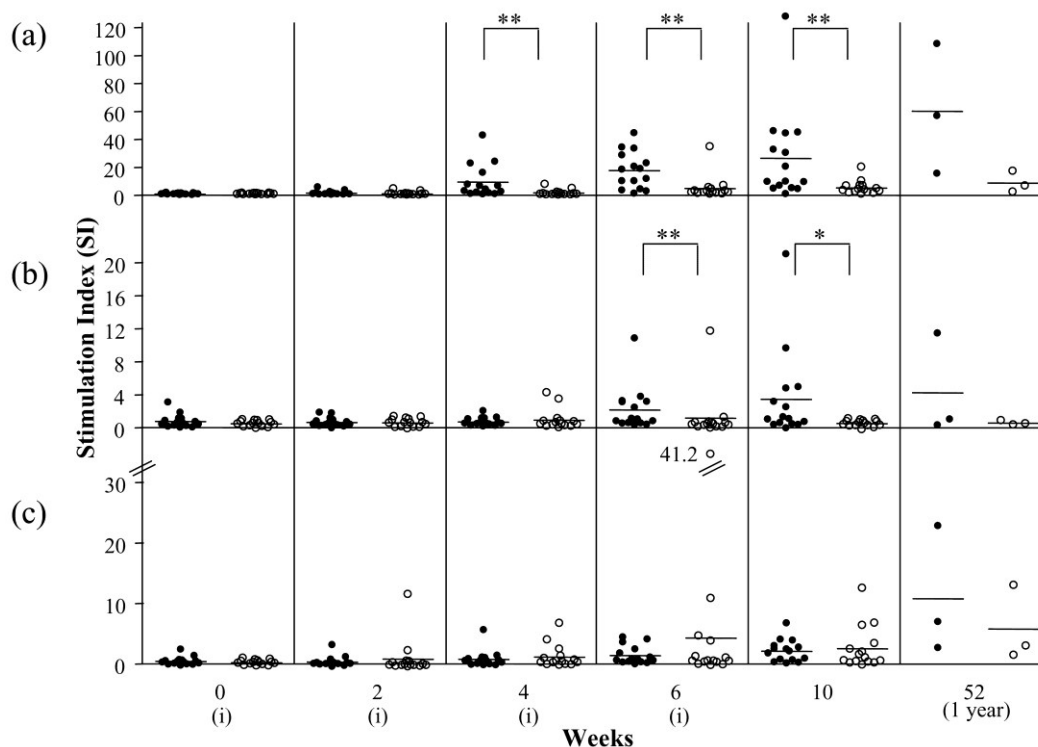 (a)
120
100
80
60
40
20
0
** ** **
(b)
20
16
12
8
4
0
** *
41.2
(c)
30
20
10
0
Stimulation Index (SI)
0 2 4 6 10 52
(i) (i) (i) (i) (1 year)
Weeks